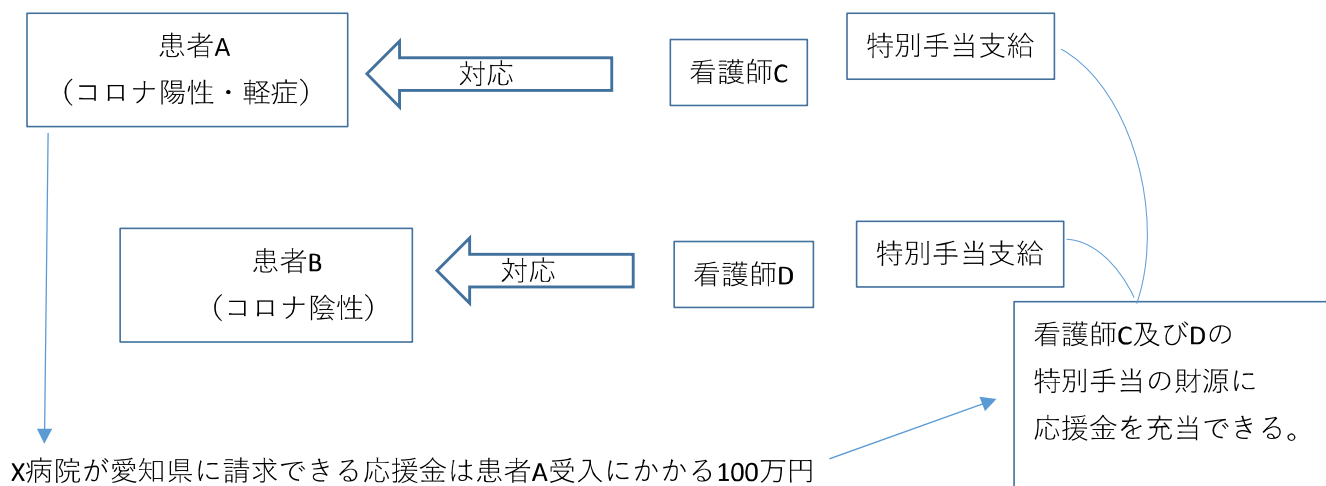 患者A
（コロナ陽性・軽症）
対応
看護師C
特別手当支給
患者B
（コロナ陰性）
対応
看護師D
特別手当支給
看護師C及びDの
特別手当の財源に
応援金を充当できる。
X病院が愛知県に請求できる応援金は患者A受入にかかる100万円